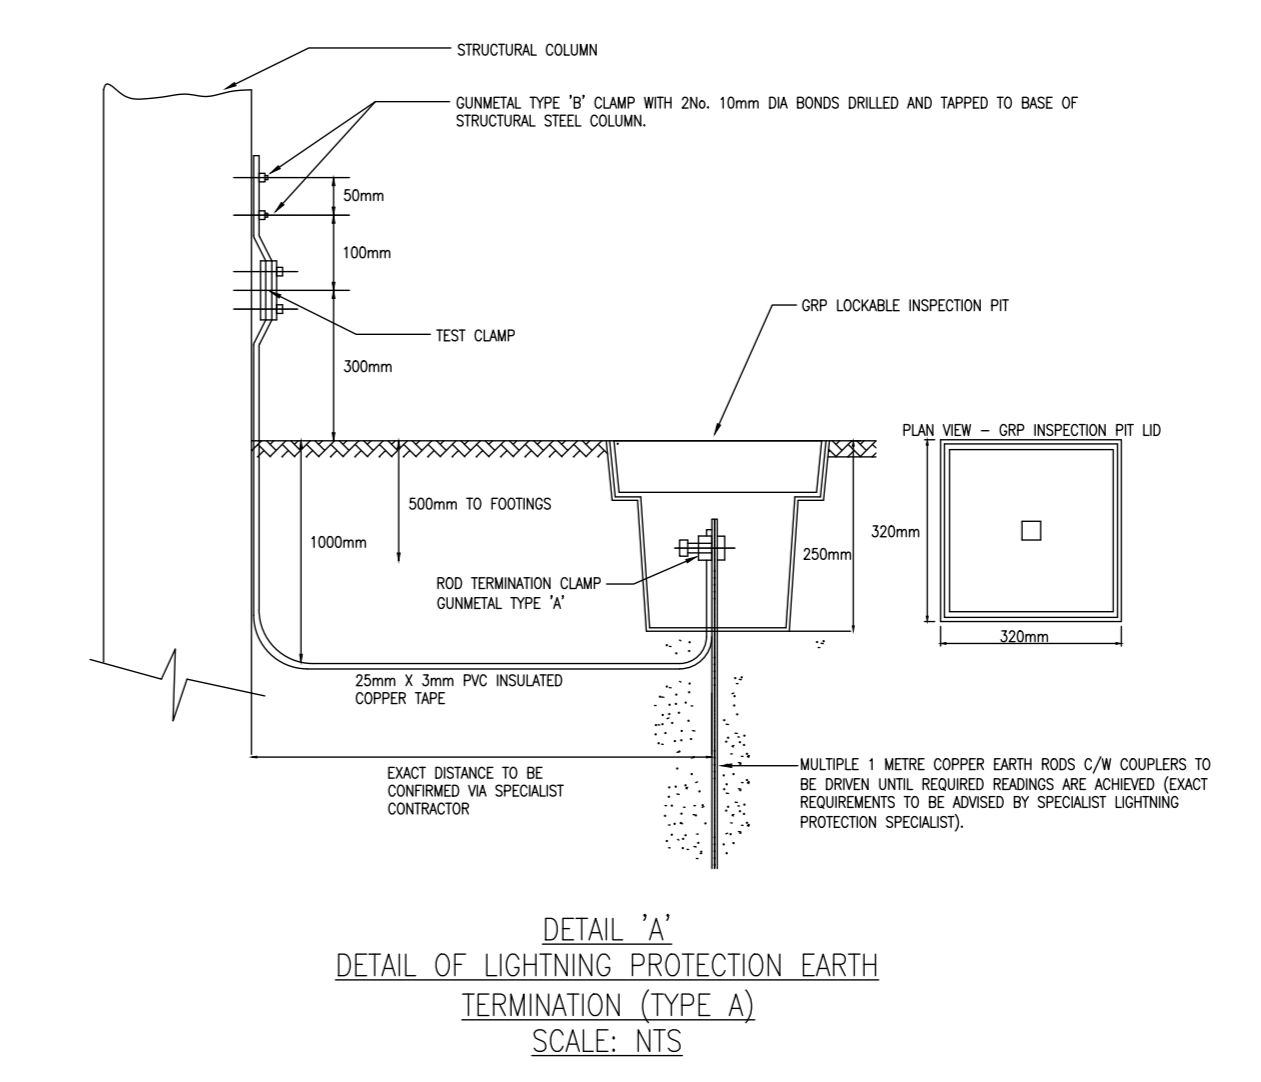 STRUCTURAL COLUMN
GUNMETAL TYPE 'B' CLAMP WITH 2No. 10mm DIA BONDS DRILLED AND TAPPED TO BASE OF
STRUCTURAL STEEL COLUMN.
50mm
100mm
GRP LOCKABLE INSPECTION PIT
TEST CLAMP
300mm
PLAN VIEW – GRP INSPECTION PIT LID
500mm TO FOOTINGS
1000mm
320mm
250mm
ROD TERMINATION CLAMP
GUNMETAL TYPE 'A'
320mm
25mm X 3mm PVC INSULATED
COPPER TAPE
EXACT DISTANCE TO BE
CONFIRMED VIA SPECIALIST
CONTRACTOR
MULTIPLE 1 METRE COPPER EARTH RODS C/W COUPLERS TO
BE DRIVEN UNTIL REQUIRED READINGS ARE ACHIEVED (EXACT
REQUIREMENTS TO BE ADVISED BY SPECIALIST LIGHTNING
PROTECTION SPECIALIST).
DETAIL 'A'
DETAIL OF LIGHTNING PROTECTION EARTH
TERMINATION (TYPE A)
SCALE: NTS